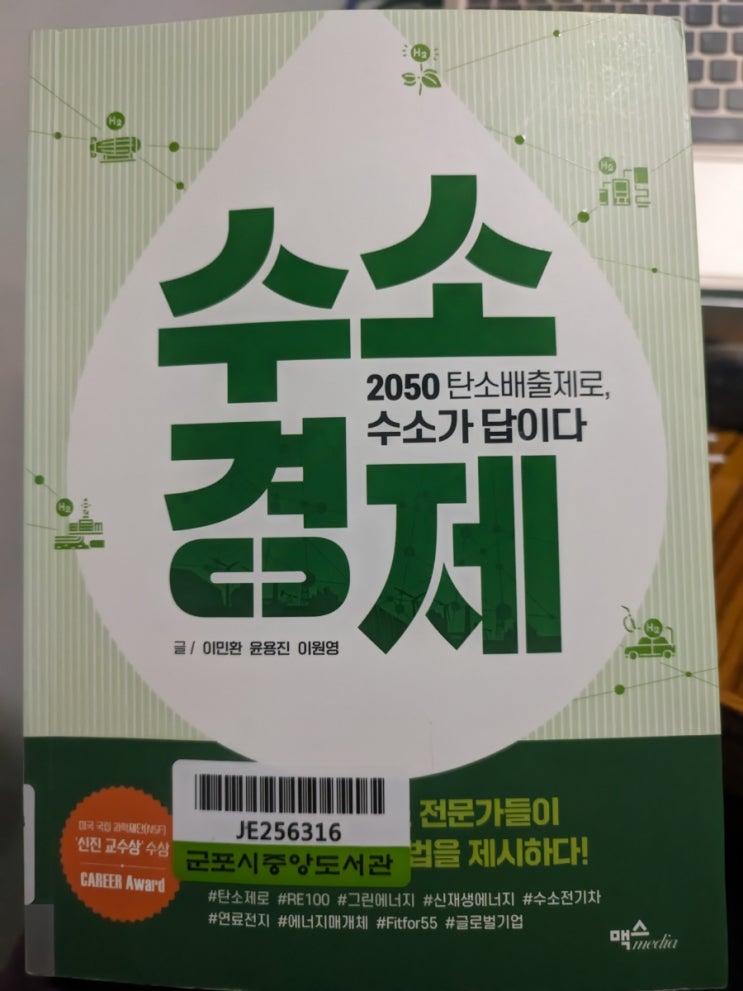 H2
H2
H2
수소
2050 탄소배출제로,
수소가 답이다
경제
H2
H2
글 / 이민환 윤용진 이원영
JE256316
군포시중앙도서관
전문가들이
법을 제시하다!
미국 국립 과학재단(NSF)
'신진 교수상' 수상
CAREER Award
#탄소제로 #RE100 #그린에너지 #신재생에너지 #수소전기차
#연료전지 #에너지매개체 #Fitfor55 #글로벌기업
맥스media